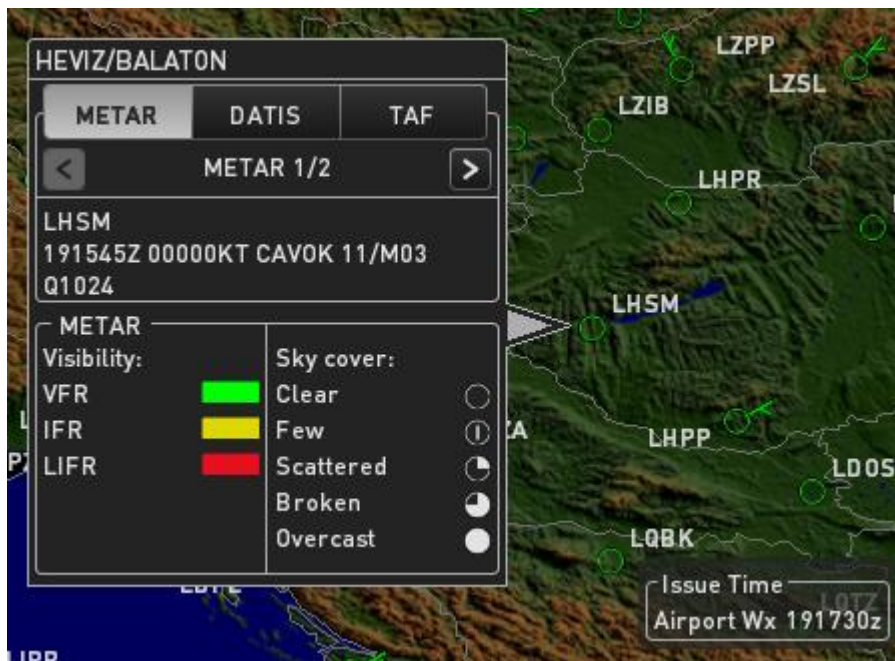 HEVIZ/BALATON
METAR DATIS TAF
< METAR 1/2 >
LHSM
191545Z 00000KT CAVOK 11/M03
Q1024
METAR
Visibility:
VFR
IFR
LIFR
Sky cover:
Clear
Few
Scattered
Broken
Overcast
LZPP
LZSL
LZIB
LHPR
LHSM
LHPP
LDOS
LQBK
Issue Time
Airport Wx 191730z